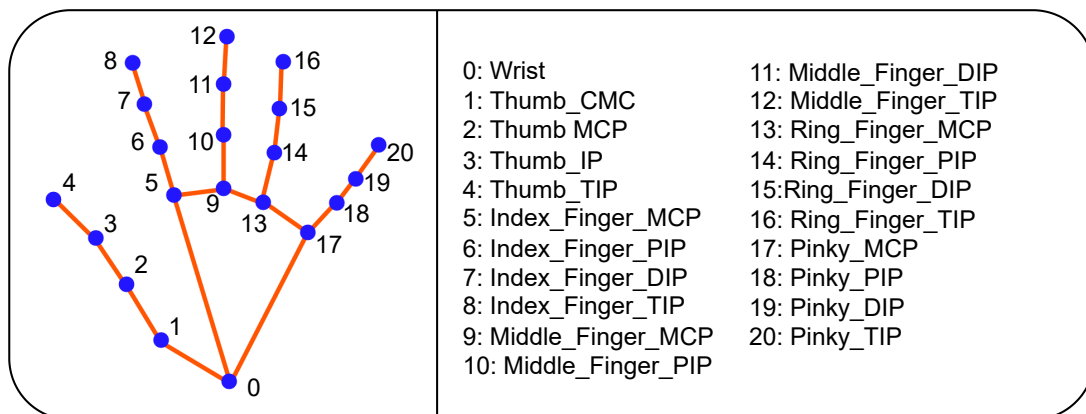 12
8
16
11
7
15
10
6
14
20
5
4
9
19
13
18
3
17
2
1
0
0: Wrist
1: Thumb_CMC
2: Thumb MCP
3: Thumb_IP
4: Thumb_TIP
5: Index_Finger_MCP
6: Index_Finger_PIP
7: Index_Finger_DIP
8: Index_Finger_TIP
9: Middle_Finger_MCP
10: Middle_Finger_PIP
11: Middle_Finger_DIP
12: Middle_Finger_TIP
13: Ring_Finger_MCP
14: Ring_Finger_PIP
15:Ring_Finger_DIP
16: Ring_Finger_TIP
17: Pinky_MCP
18: Pinky_PIP
19: Pinky_DIP
20: Pinky_TIP